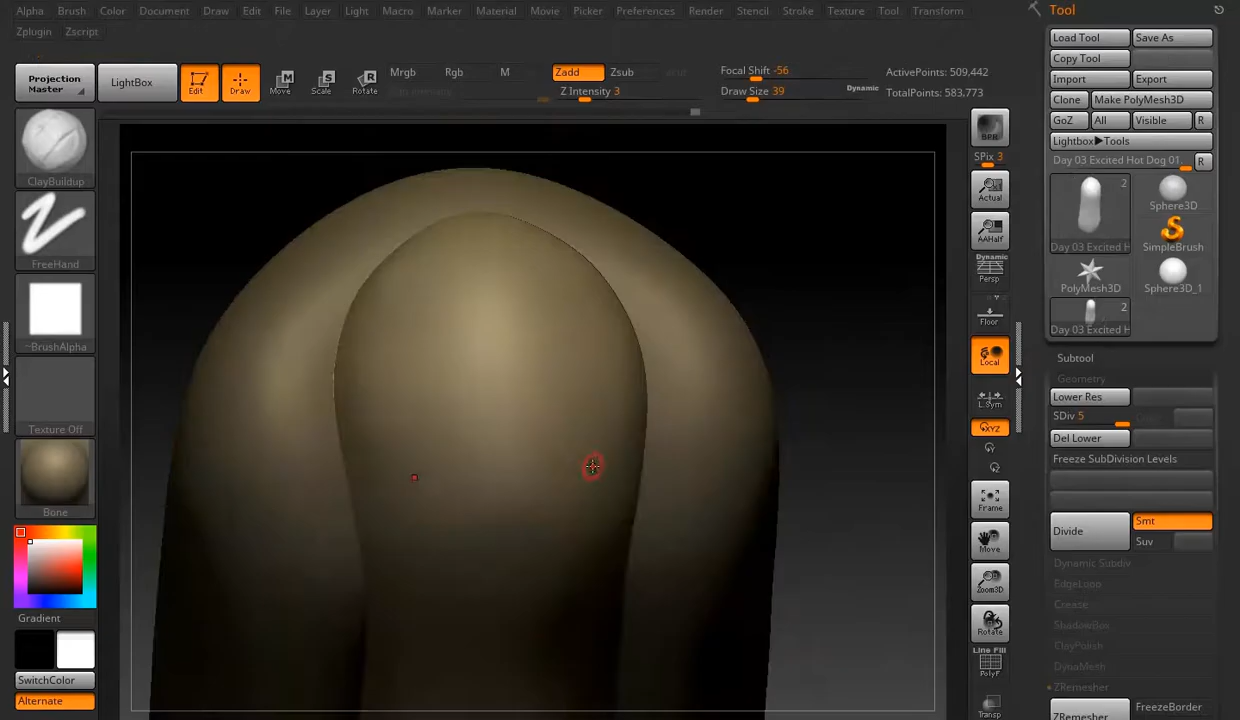 Alpha Brush Color Document Draw Edit File Layer Light Macro Marker Material Movie Picker Preferences Render Stencil Stroke Texture Tool Transform
Zplugin Zscript
Projection Master
LightBox
Edit
Draw
Move
Scale
Rotate
Mrgb Rgb M
Zadd Zsub
Z Intensity 3
Focal Shift -56
Draw Size 39
Dynamic
ActivePoints: 509,442
TotalPoints: 583,773
ClayBuildup
FreeHand
~BrushAlpha
Texture Off
Bone
Gradient
SwitchColor
Alternate
BPR
SPix 3
Actual
AAHalf
Dynamic
Persp
Floor
Local
L.Sym
XYZ
Frame
Move
Zoom3D
Rotate
Line Fill
PolyF
Transp
Tool
Load Tool Save As
Copy Tool
Import Export
Clone Make PolyMesh3D
GoZ All Visible R
Lightbox▶Tools
Day 03 Excited Hot Dog 01. R
2
Day 03 Excited H
Sphere3D
SimpleBrush
PolyMesh3D
Sphere3D_1
2
Day 03 Excited H
Subtool
Geometry
Lower Res
SDiv 5
Del Lower
Freeze SubDivision Levels
Divide
Smt
Suv
Dynamic Subdiv
EdgeLoop
Crease
ShadowBox
ClayPolish
DynaMesh
ZRemesher
ZRemesher
FreezeBorder